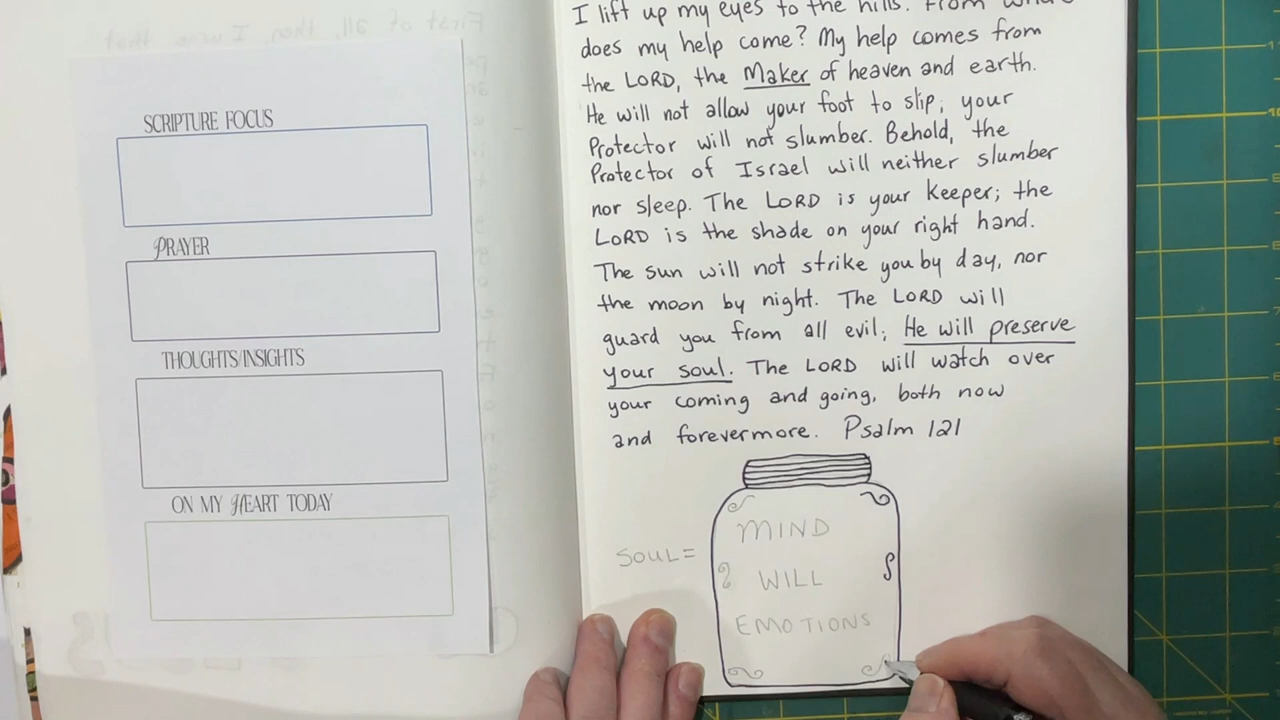 SCRIPTURE FOCUS
PRAYER
THOUGHTS/INSIGHTS
ON MY HEART TODAY
I lift up my eyes to the hills. From
does my help come? My help comes from
the LORD, the Maker of heaven and earth.
He will not allow your foot to slip; your
Protector will not slumber. Behold, the
Protector of Israel will neither slumber
nor sleep. The LORD is your keeper; the
LORD is the shade on your right hand.
The sun will not strike you by day, nor
the moon by night. The LORD will
guard you from all evil; He will preserve
your soul. The LORD will watch over
your coming and going, both now
and forevermore. Psalm 121
SOUL=
MIND
WILL
EMOTIONS